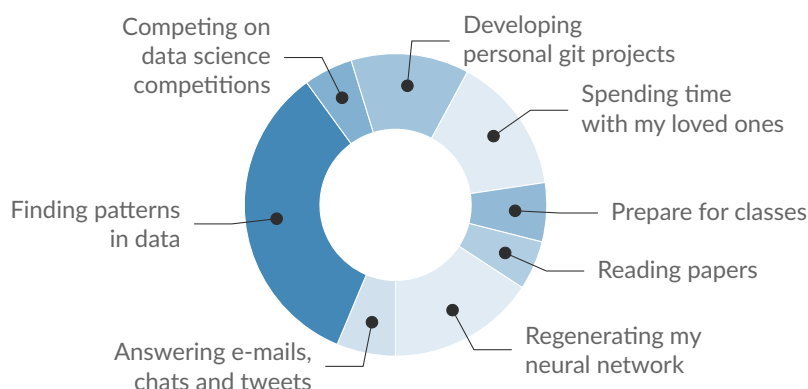 Competing on
data science
competitions
Developing
personal git projects
Spending time
with my loved ones
Finding patterns
in data
Prepare for classes
Reading papers
Answering e-mails,
chats and tweets
Regenerating my
neural network